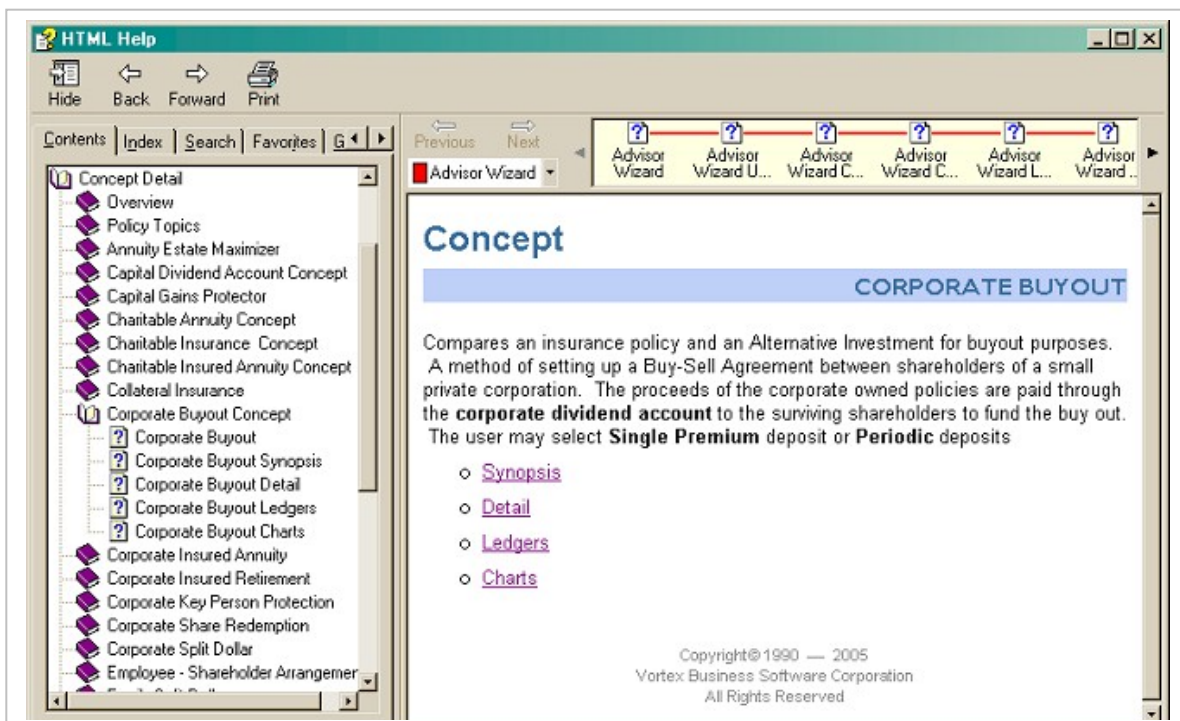 HTML Help
Hide Back Forward Print
Contents Index Search Favorites G
Concept Detail
Overview
Policy Topics
Annuity Estate Maximizer
Capital Dividend Account Concept
Capital Gains Protector
Charitable Annuity Concept
Charitable Insurance Concept
Charitable Insured Annuity Concept
Collateral Insurance
Corporate Buyout Concept
Corporate Buyout
Corporate Buyout Synopsis
Corporate Buyout Detail
Corporate Buyout Ledgers
Corporate Buyout Charts
Corporate Insured Annuity
Corporate Insured Retirement
Corporate Key Person Protection
Corporate Share Redemption
Corporate Split Dollar
Employee - Shareholder Arrangemer
Previous Next
Advisor Wizard
Advisor Advisor Advisor Advisor Advisor Advisor
Wizard Wizard U... Wizard C... Wizard C... Wizard L... Wizard ..
Concept
CORPORATE BUYOUT
Compares an insurance policy and an Alternative Investment for buyout purposes.
A method of setting up a Buy-Sell Agreement between shareholders of a small
private corporation. The proceeds of the corporate owned policies are paid through
the corporate dividend account to the surviving shareholders to fund the buy out.
The user may select Single Premium deposit or Periodic deposits
Synopsis
Detail
Ledgers
Charts
Copyright© 1990 — 2005
Vortex Business Software Corporation
All Rights Reserved